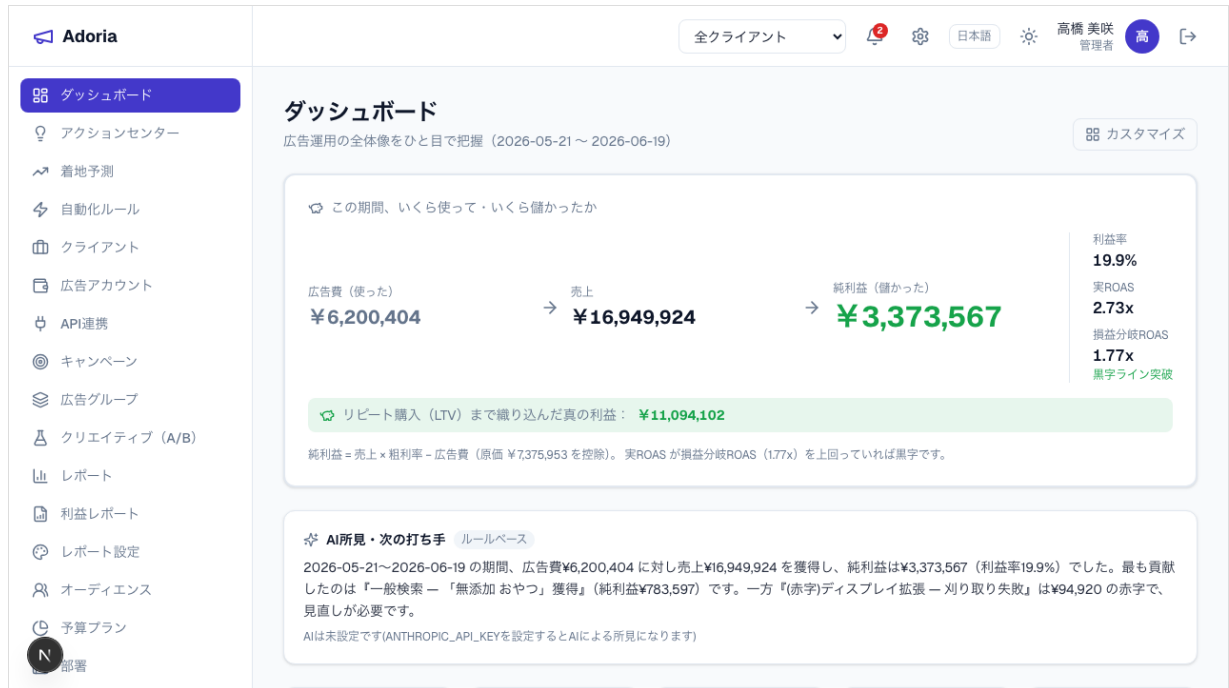 Adoria
全クライアント
2
日本語
高橋 美咲
管理者
高
ダッシュボード
アクションセンター
着地予測
自動化ルール
クライアント
広告アカウント
API連携
キャンペーン
広告グループ
クリエイティブ（A/B）
レポート
利益レポート
レポート設定
オーディエンス
予算プラン
N
部署
ダッシュボード
広告運用の全体像をひと目で把握（2026-05-21 〜 2026-06-19）
カスタマイズ
この期間、いくら使って・いくら儲かったか
広告費（使った）
￥6,200,404
売上
￥16,949,924
純利益（儲かった）
￥3,373,567
利益率
19.9%
実ROAS
2.73x
損益分岐ROAS
1.77x
黒字ライン突破
リピート購入（LTV）まで織り込んだ真の利益： ￥11,094,102
純利益 = 売上 × 粗利率 − 広告費（原価 ￥7,375,953 を控除）。 実ROAS が損益分岐ROAS（1.77x）を上回っていれば黒字です。
AI所見・次の打ち手
ルールベース
2026-05-21〜2026-06-19 の期間、広告費¥6,200,404 に対し売上¥16,949,924 を獲得し、純利益は¥3,373,567（利益率19.9%）でした。最も貢献
したのは『一般検索 — 「無添加 おやつ」獲得』（純利益¥783,597）です。一方『(赤字)ディスプレイ拡張 — 刈り取り失敗』は¥94,920 の赤字で、
見直しが必要です。
AIは未設定です(ANTHROPIC_API_KEYを設定するとAIによる所見になります)